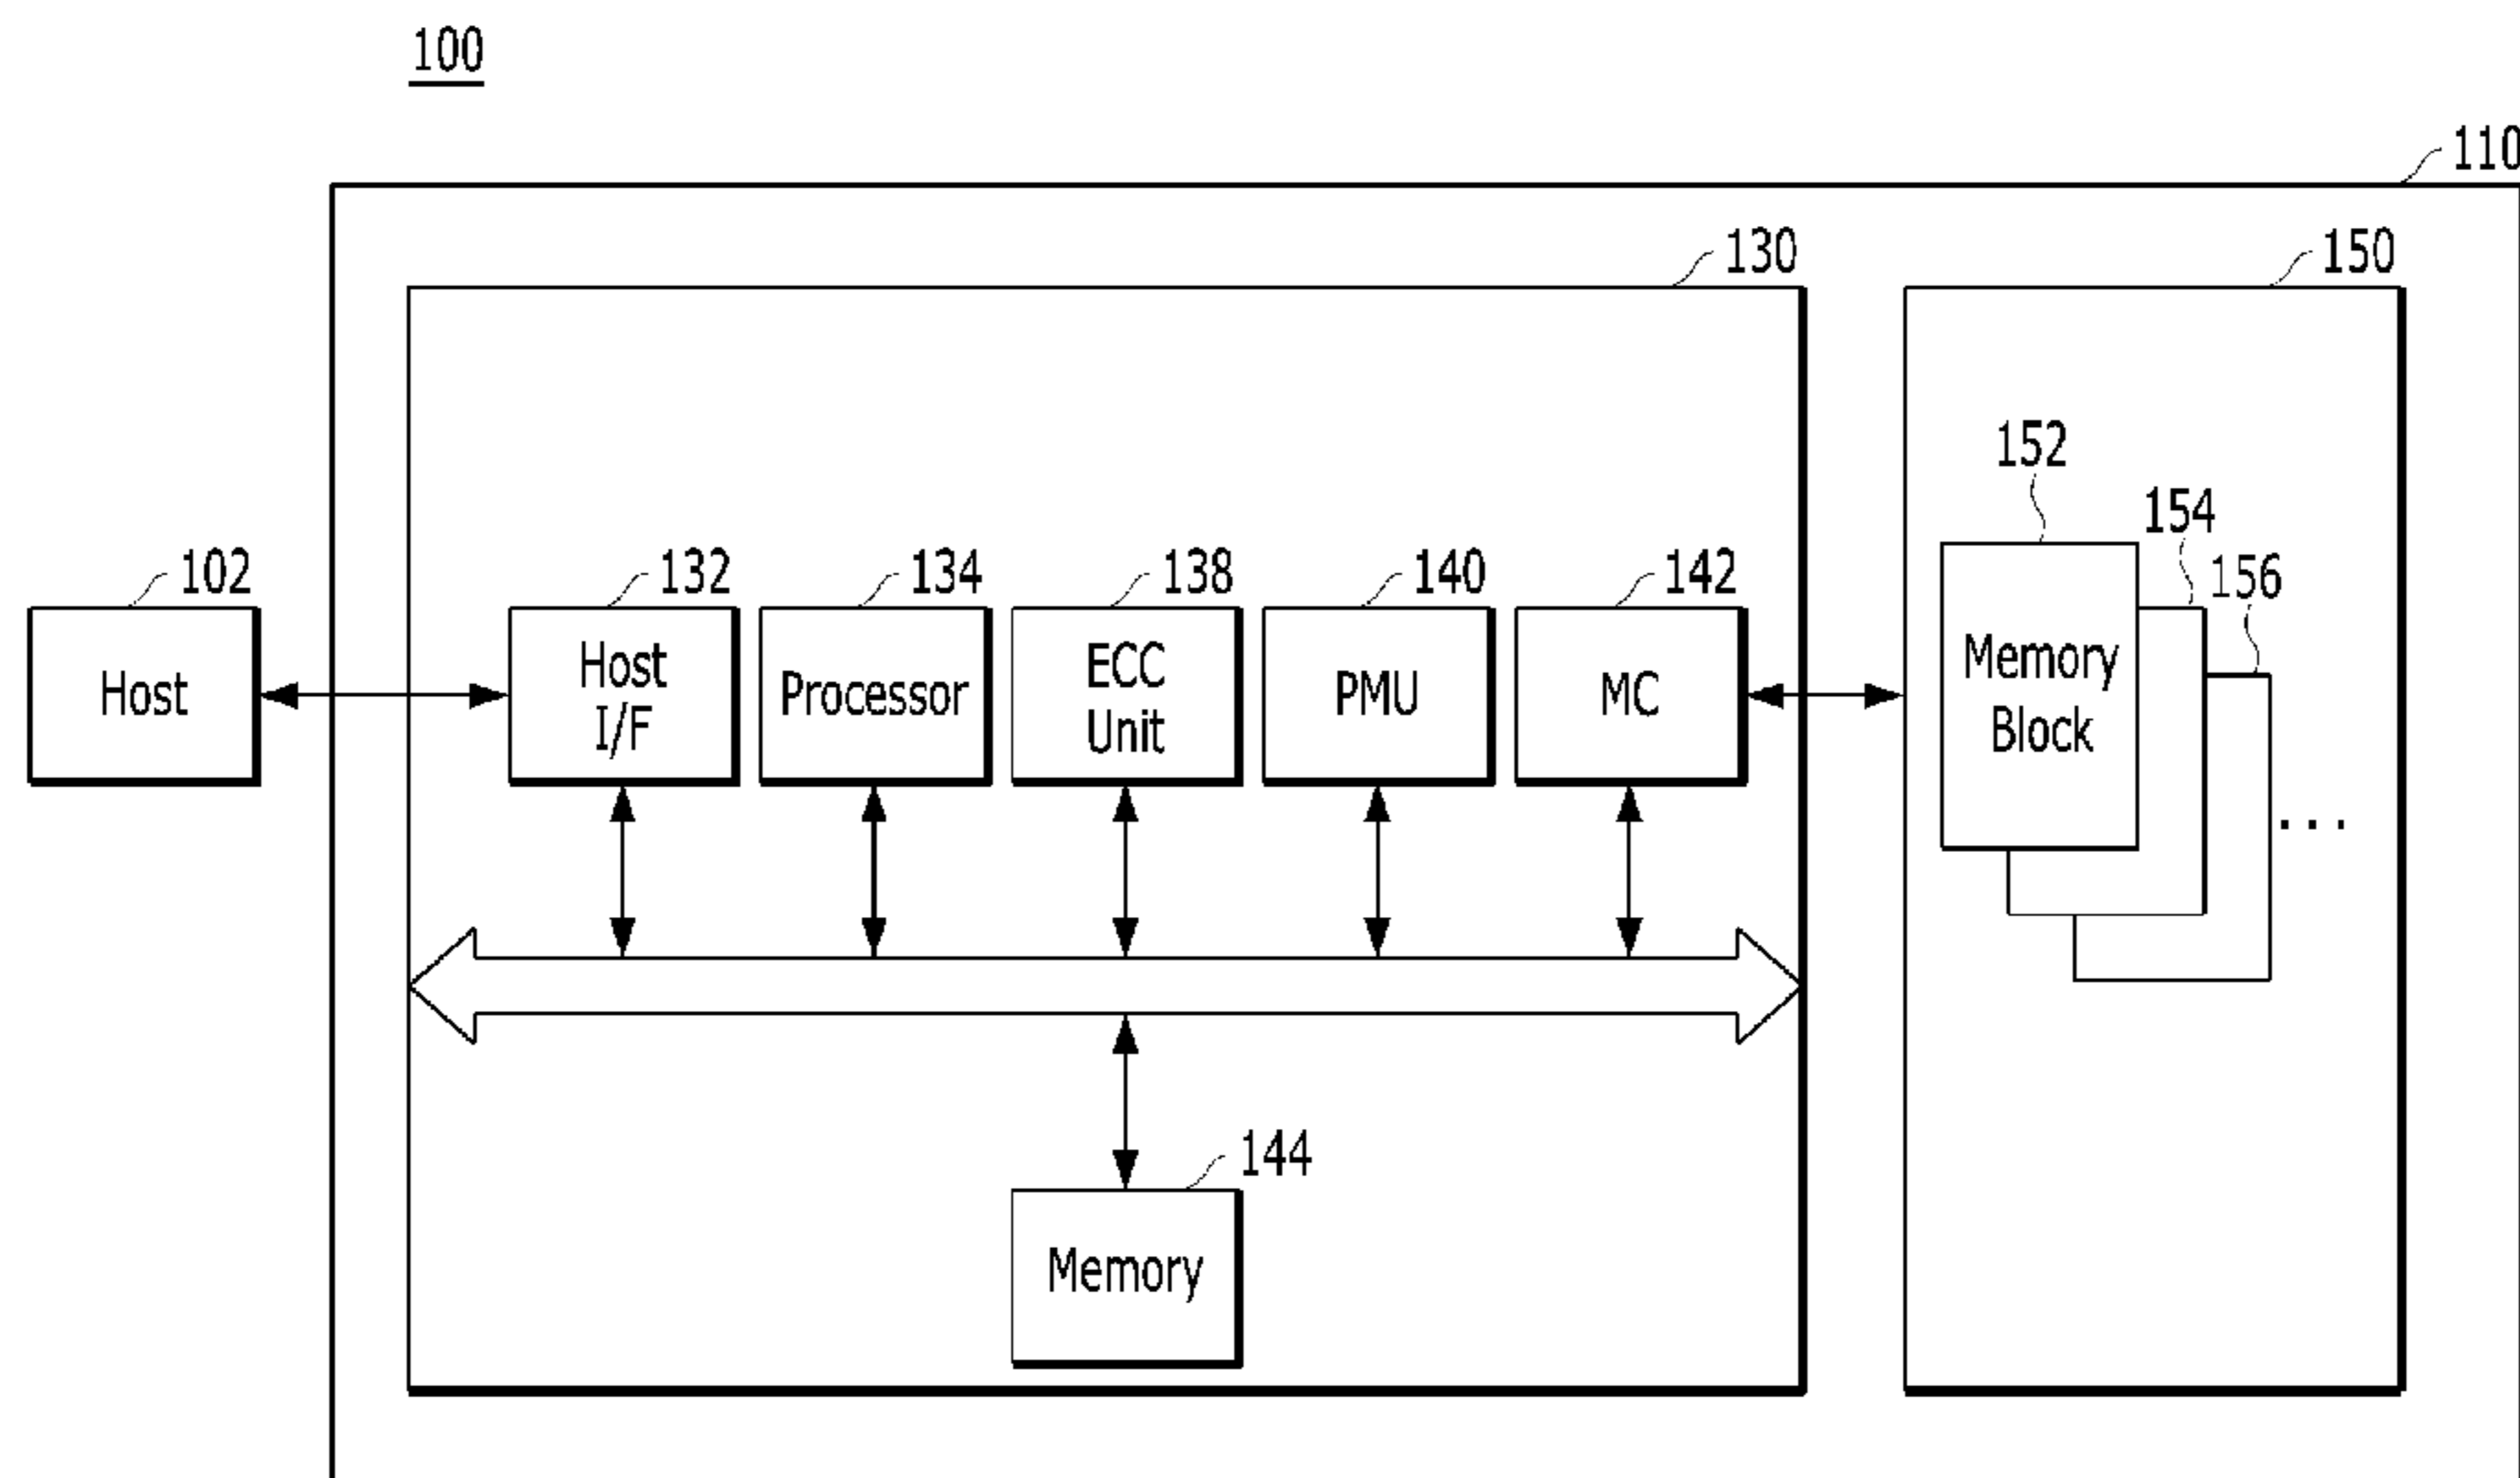 100
110
130
150
152
154
156
102
132
134
138
140
142
Host
Host
I/F
Processor
ECC
Unit
PMU
MC
Memory
Block
...
144
Memory